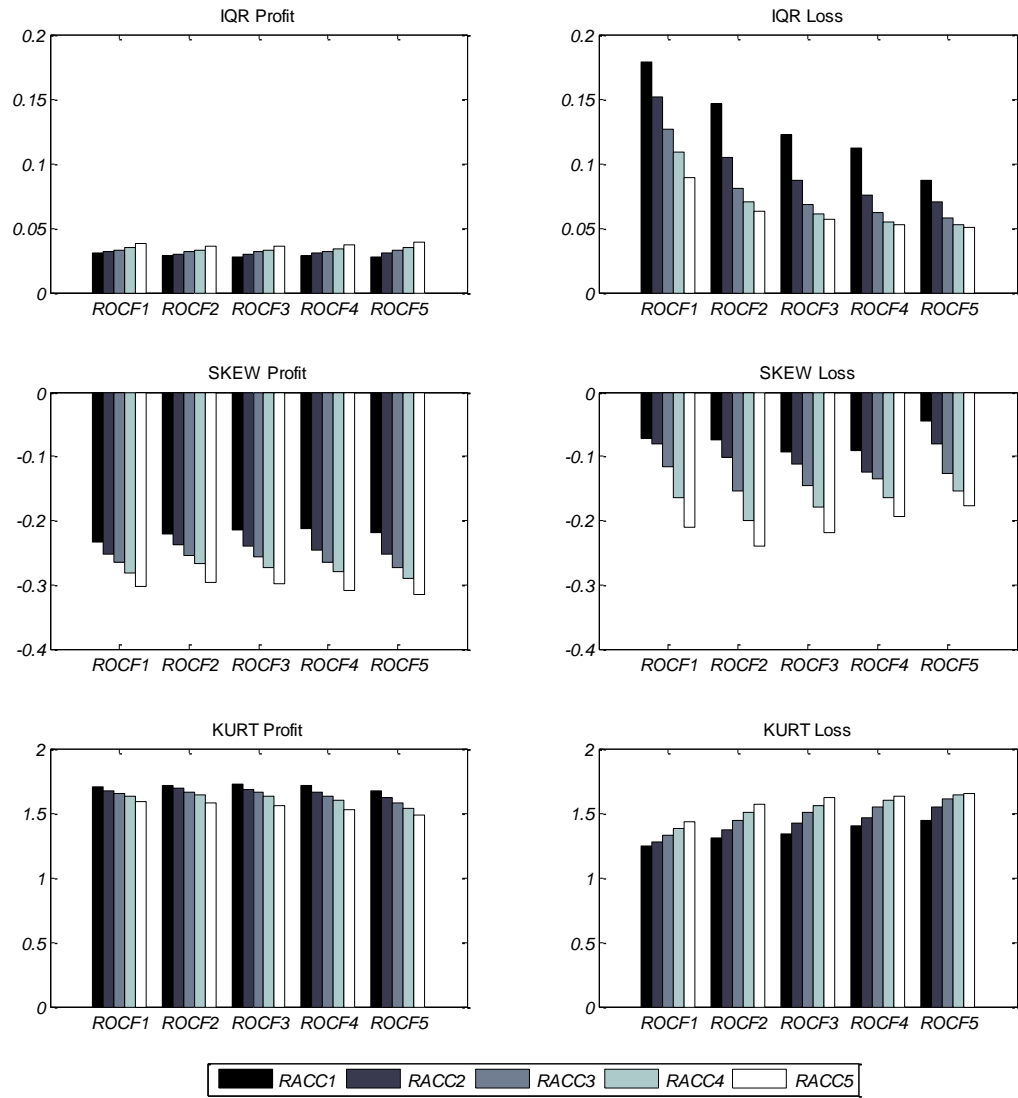 IQR Profit
0.2
0.15
0.1
0.05
0
ROCF1 ROCF2 ROCF3 ROCF4 ROCF5
IQR Loss
0.2
0.15
0.1
0.05
0
ROCF1 ROCF2 ROCF3 ROCF4 ROCF5
SKEW Profit
0
-0.1
-0.2
-0.3
-0.4
ROCF1 ROCF2 ROCF3 ROCF4 ROCF5
SKEW Loss
0
-0.1
-0.2
-0.3
-0.4
ROCF1 ROCF2 ROCF3 ROCF4 ROCF5
KURT Profit
2
1.5
1
0.5
0
ROCF1 ROCF2 ROCF3 ROCF4 ROCF5
KURT Loss
2
1.5
1
0.5
0
ROCF1 ROCF2 ROCF3 ROCF4 ROCF5
RACC1 RACC2 RACC3 RACC4 RACC5